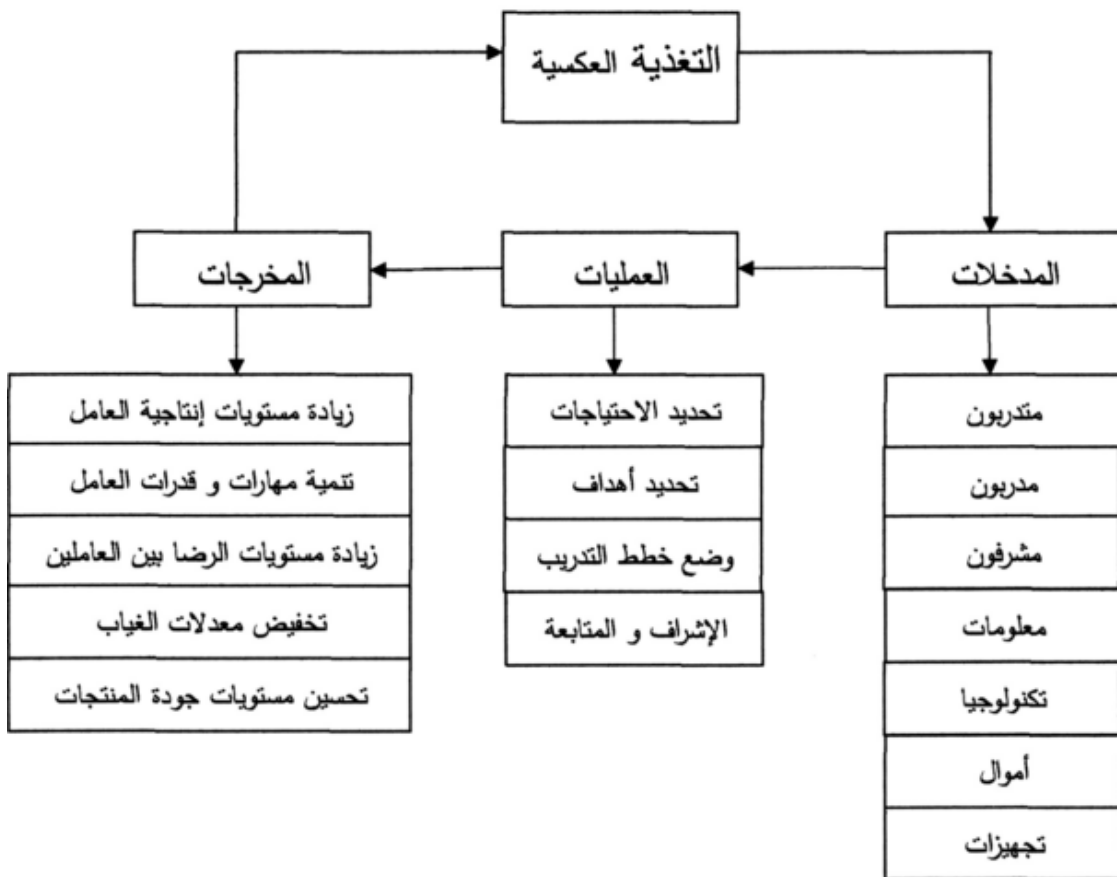 التغذية العكسية
المدخلات
العمليات
المخرجات
متدربون
مدربون
مشرفون
معلومات
تكنولوجيا
أموال
تجهيزات
تحديد الاحتياجات
تحديد أهداف
وضع خطط التدريب
الإشراف و المتابعة
زيادة مستويات إنتاجية العامل
تنمية مهارات و قدرات العامل
زيادة مستويات الرضا بين العاملين
تخفيض معدلات الغياب
تحسين مستويات جودة المنتجات